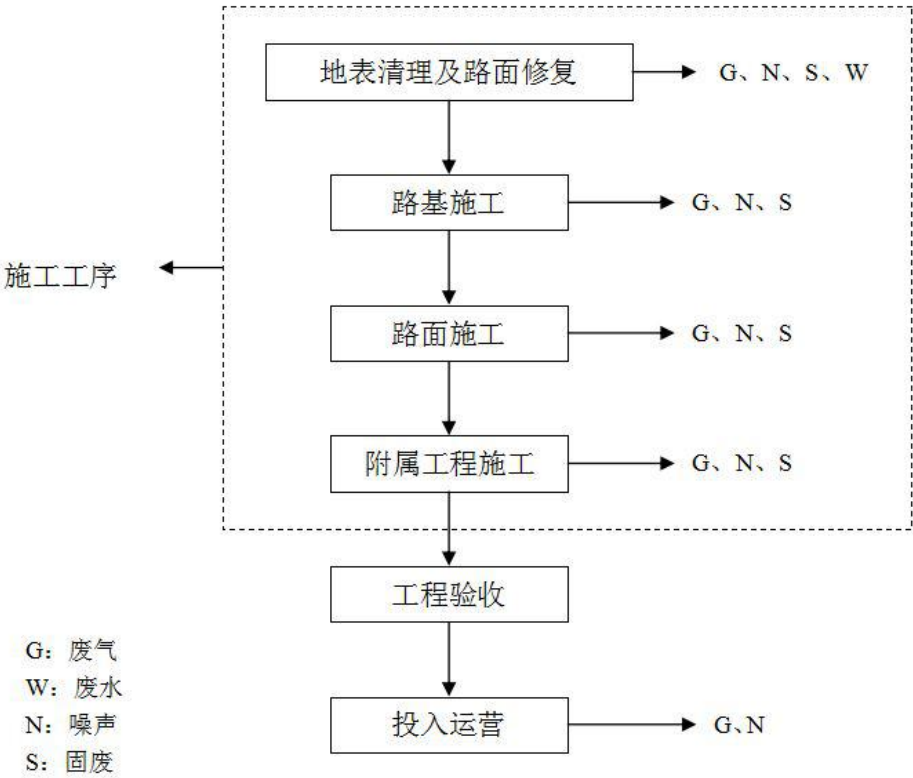 地表清理及路面修复
G、N、S、W
路基施工
G、N、S
施工工序
路面施工
G、N、S
附属工程施工
G、N、S
工程验收
G：废气
W：废水
N：噪声
S：固废
投入运营
G、N